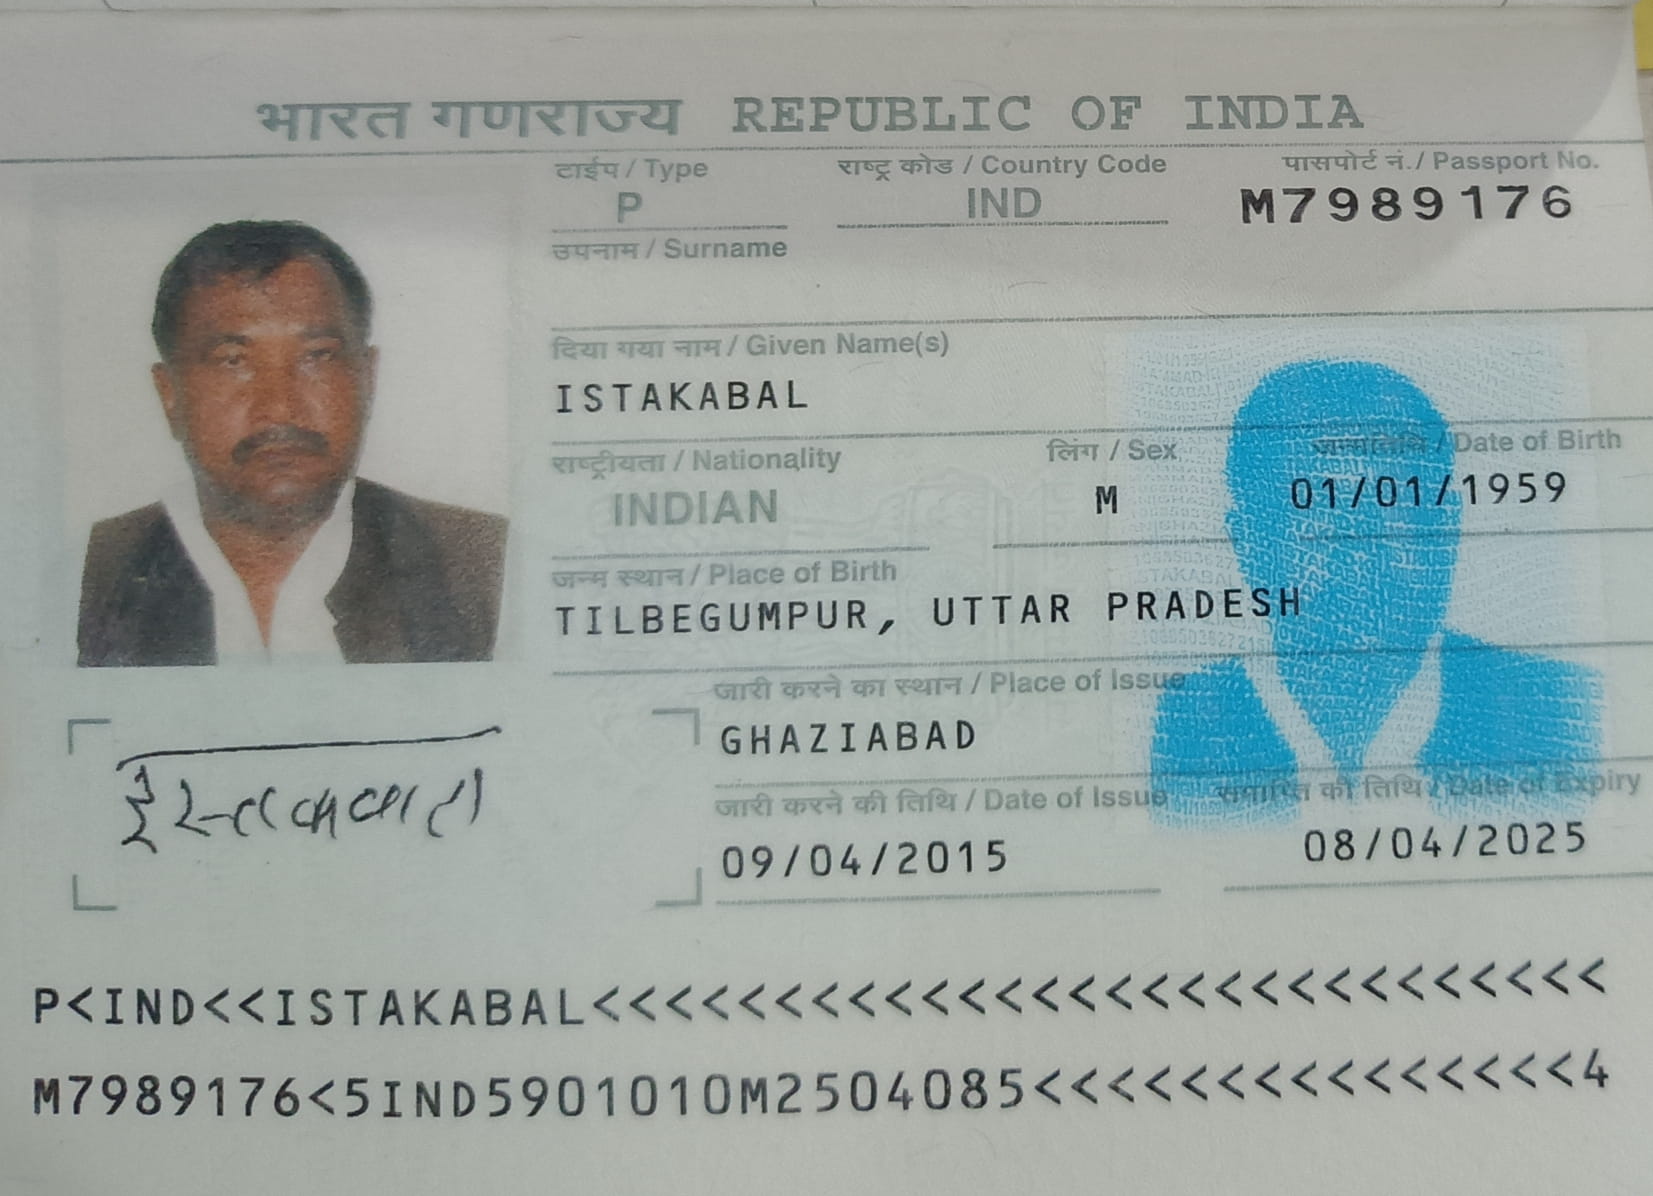 भारत गणराज्य REPUBLIC OF INDIA
टाईप / Type राष्ट्र कोड / Country Code पासपोर्ट नं. / Passport No.
P IND M7989176
उपनाम / Surname
दिया गया नाम / Given Name(s)
ISTAKABAL
राष्ट्रीयता / Nationality लिंग / Sex जन्मतिथि / Date of Birth
INDIAN M 01/01/1959
जन्म स्थान / Place of Birth
TILBEGUMPUR, UTTAR PRADESH
जारी करने का स्थान / Place of Issue
GHAZIABAD
जारी करने की तिथि / Date of Issue समाप्ति की तिथि / Date of Expiry
09/04/2015 08/04/2025
P<IND<<ISTAKABAL<<<<<<<<<<<<<<<<<<<<<<<<<<<<
M7989176<5IND5901010M2504085<<<<<<<<<<<<<<<4